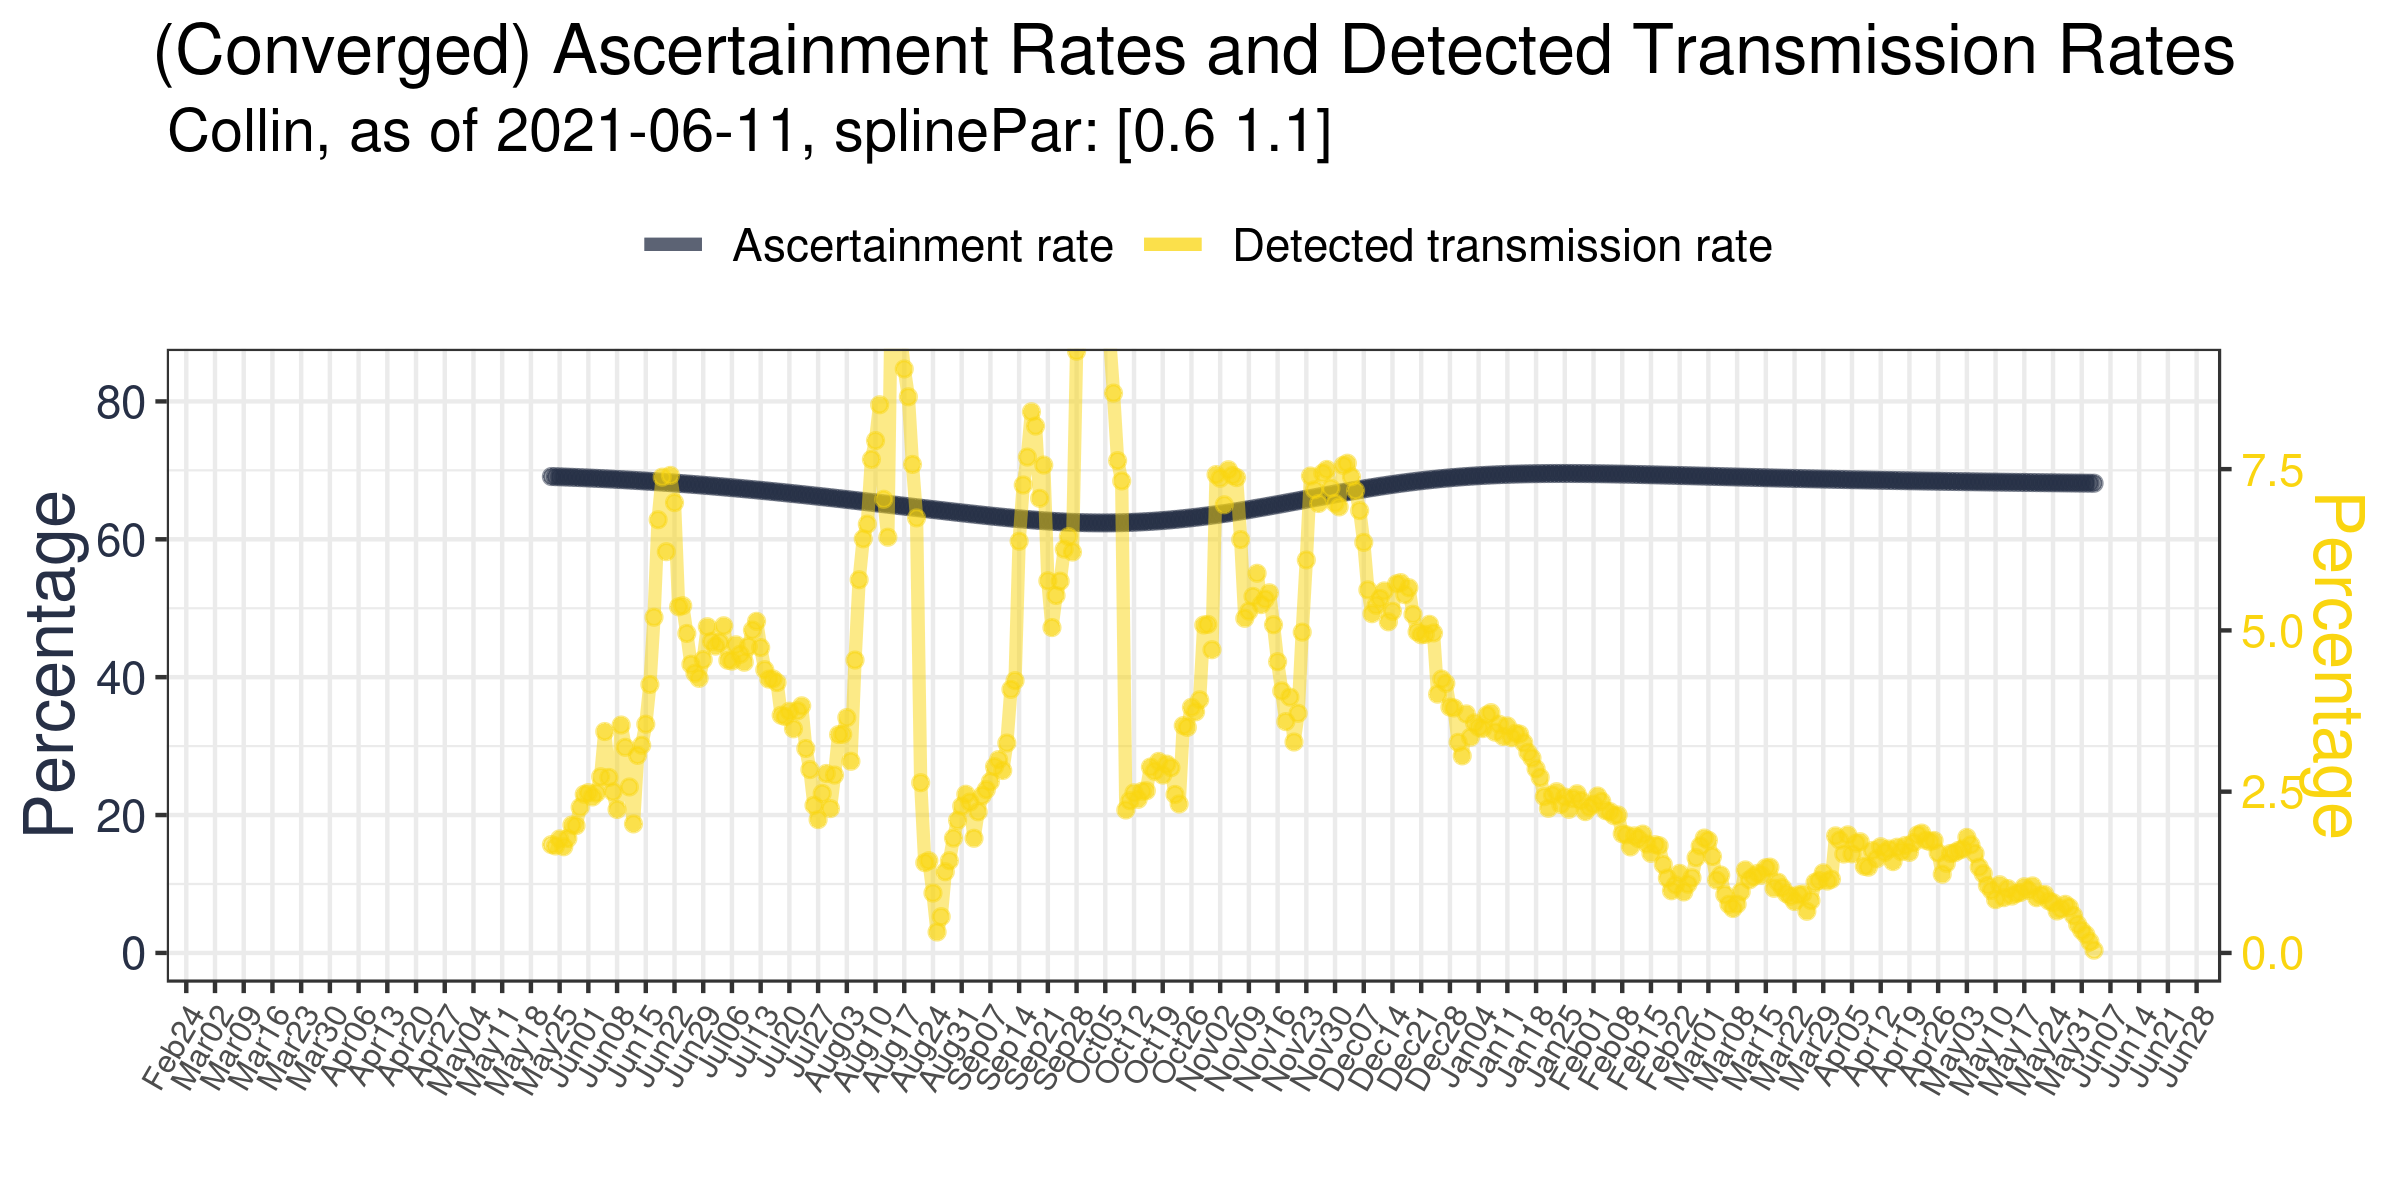 (Converged) Ascertainment Rates and Detected Transmission Rates
Collin, as of 2021-06-11, splinePar: [0.6 1.1]
Ascertainment rate
Detected transmission rate
Percentage
80
60
40
20
0
7.5
5.0
2.5
0.0
Percentage
Feb24
Mar02
Mar09
Mar16
Mar23
Mar30
Apr06
Apr13
Apr20
Apr27
May04
May11
May18
May25
Jun01
Jun08
Jun15
Jun22
Jun29
Jul06
Jul13
Jul20
Jul27
Aug03
Aug10
Aug17
Aug24
Aug31
Sep07
Sep14
Sep21
Sep28
Oct05
Oct12
Oct19
Oct26
Nov02
Nov09
Nov16
Nov23
Nov30
Dec07
Dec14
Dec21
Dec28
Jan04
Jan11
Jan18
Jan25
Feb01
Feb08
Feb15
Feb22
Mar01
Mar08
Mar15
Mar22
Mar29
Apr05
Apr12
Apr19
Apr26
May03
May10
May17
May24
May31
Jun07
Jun14
Jun21
Jun28